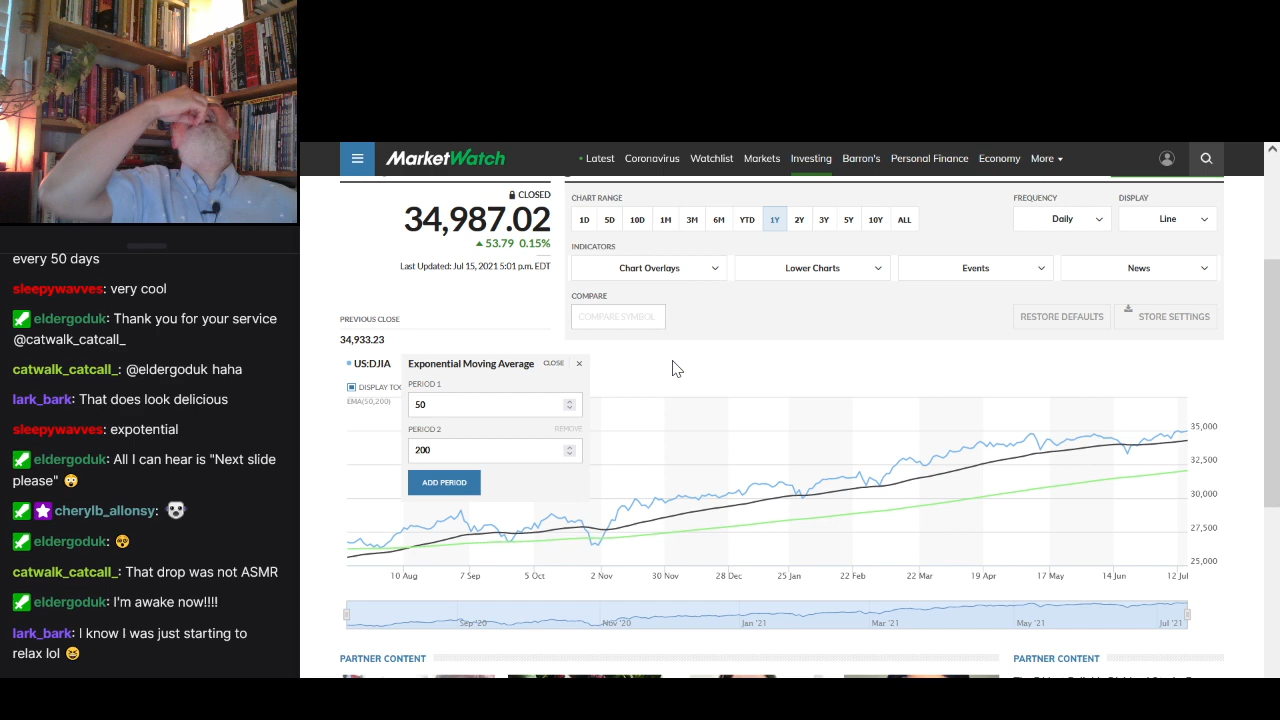 every 50 days
sleepywavves: very cool
eldergoduk: Thank you for your service
@catwalk_catcall_
catwalk_catcall_: @eldergoduk haha
lark_bark: That does look delicious
sleepywavves: expotential
eldergoduk: All I can hear is "Next slide
please"
cherylb_allonsy:
eldergoduk:
catwalk_catcall_: That drop was not ASMR
eldergoduk: I'm awake now!!!!
lark_bark: I know I was just starting to
relax lol
MarketWatch
Latest Coronavirus Watchlist Markets Investing Barron's Personal Finance Economy More
CLOSED
34,987.02
53.79 0.15%
Last Updated: Jul 15, 2021 5:01 p.m. EDT
PREVIOUS CLOSE
34,933.23
CHART RANGE
1D 5D 10D 1M 3M 6M YTD 1Y 2Y 3Y 5Y 10Y ALL
FREQUENCY
Daily
DISPLAY
Line
INDICATORS
Chart Overlays Lower Charts Events News
COMPARE
COMPARE SYMBOL
RESTORE DEFAULTS STORE SETTINGS
US:DJIA
DISPLAY TOO
EMA(50,200)
Exponential Moving Average CLOSE ×
PERIOD 1
50
PERIOD 2 REMOVE
200
ADD PERIOD
35,000
32,500
30,000
27,500
25,000
10 Aug 7 Sep 5 Oct 2 Nov 30 Nov 28 Dec 25 Jan 22 Feb 22 Mar 19 Apr 17 May 14 Jun 12 Jul
Sep '20 Nov '20 Jan '21 Mar '21 May '21 Jul '21
PARTNER CONTENT PARTNER CONTENT